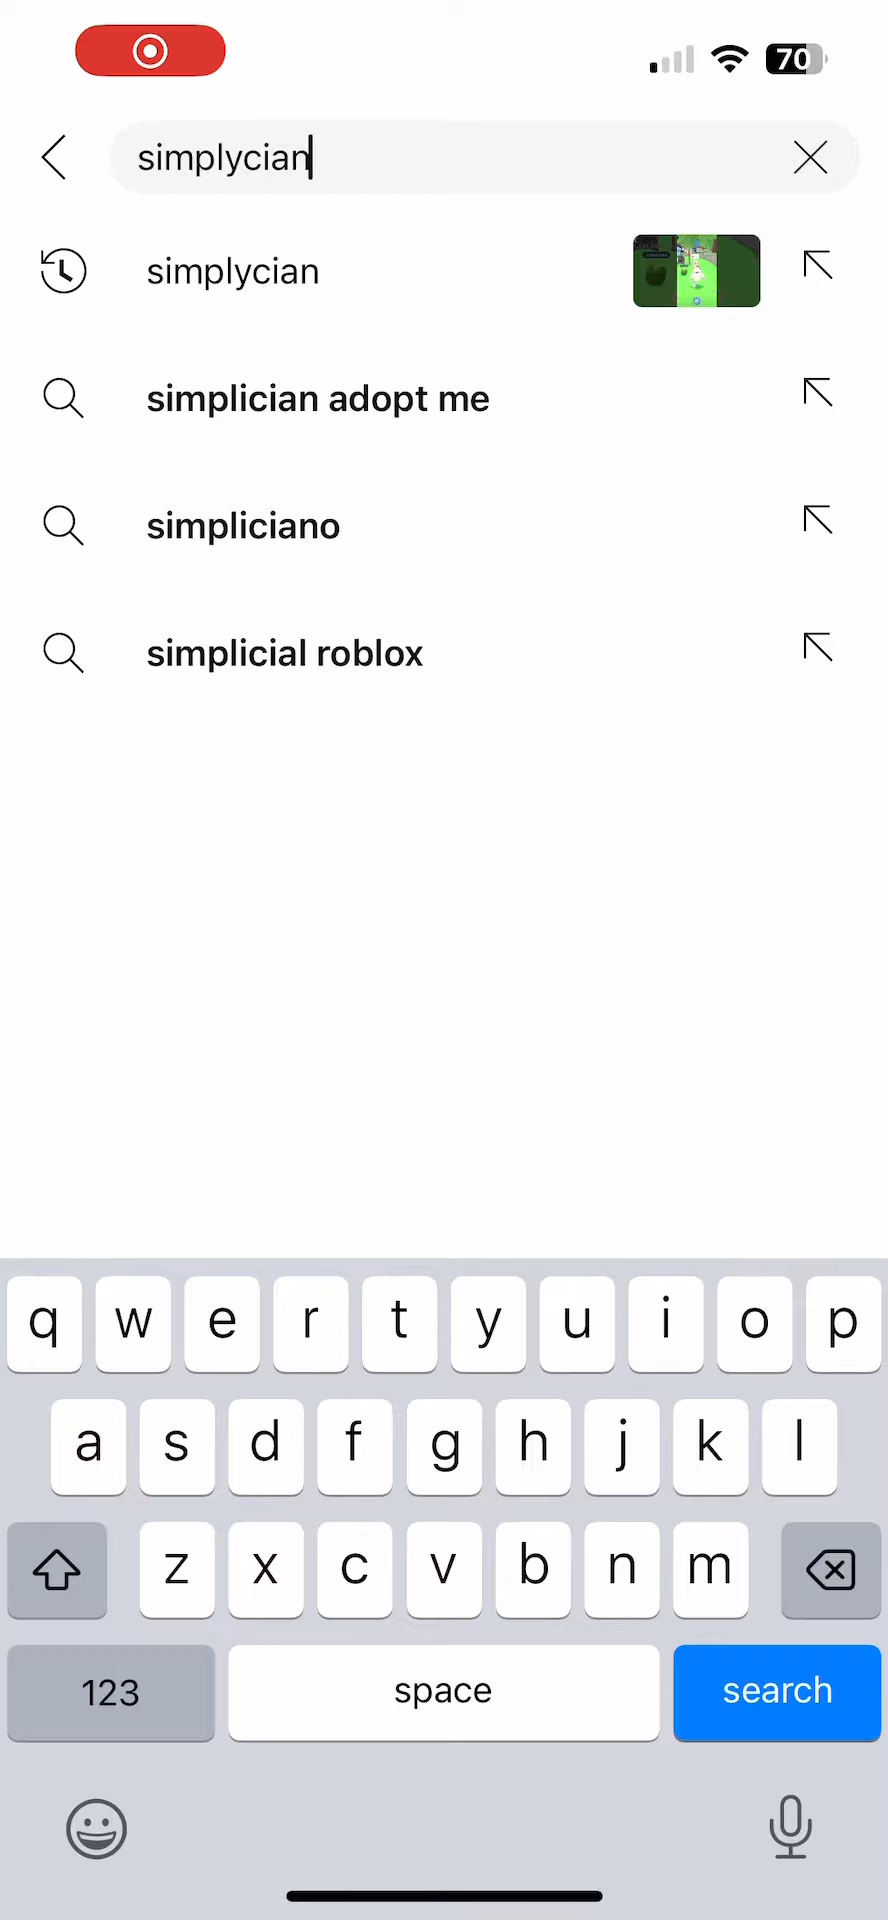 70
simplycian
simplycian
simplician adopt me
simpliciano
simplicial roblox
q w e r t y u i o p
a s d f g h j k l
z x c v b n m
123 space search